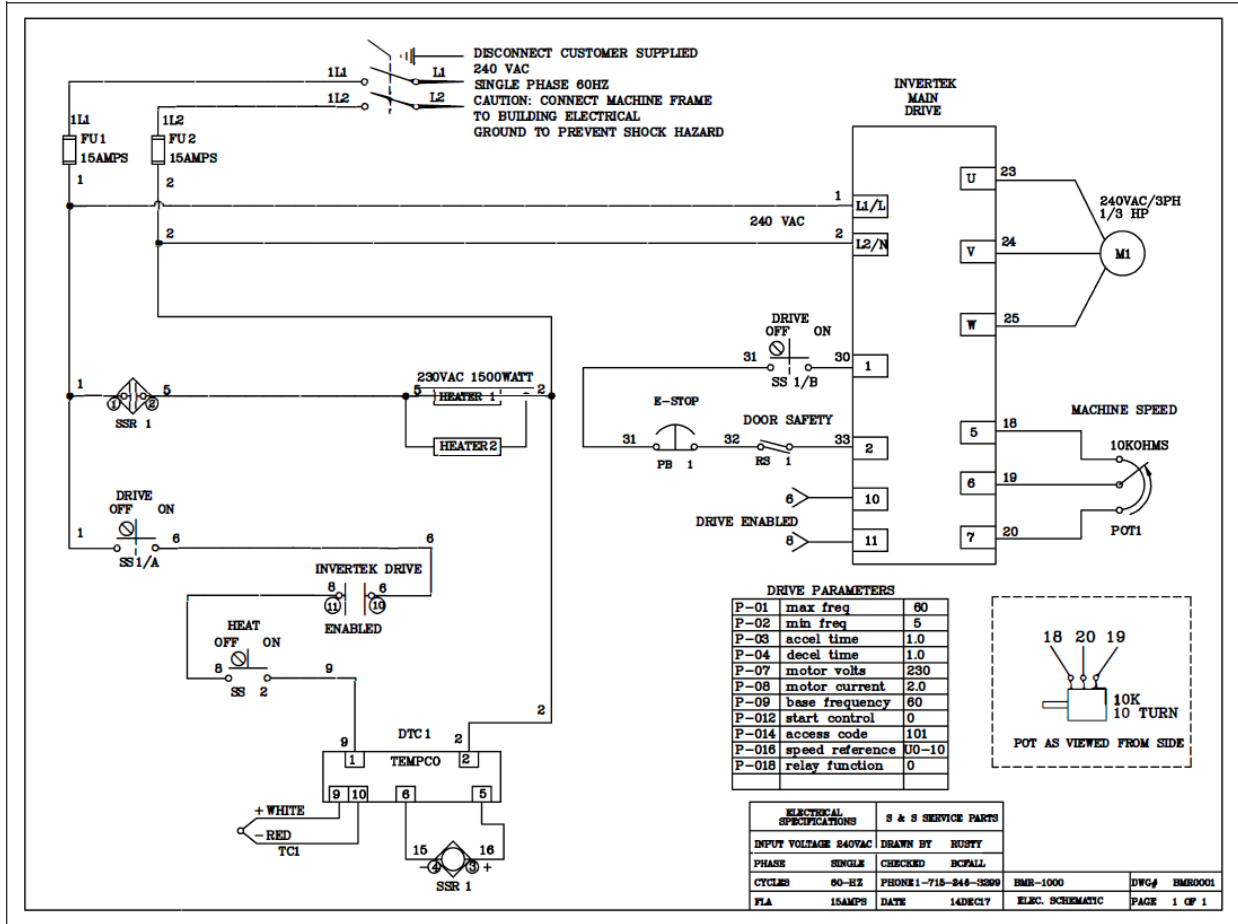 DISCONNECT CUSTOMER SUPPLIED
240 VAC
SINGLE PHASE 60HZ
CAUTION: CONNECT MACHINE FRAME
TO BUILDING ELECTRICAL
GROUND TO PREVENT SHOCK HAZARD
1L1
L1
1L2
L2
1L1
FU1
15AMPS
1
1L2
FU2
15AMPS
2
2
INVERTEK
MAIN
DRIVE
1
L1/L
240 VAC
2
L2/N
U
23
V
24
W
25
240VAC/3PH
1/3 HP
M1
DRIVE
OFF ON
31
30
1
SS 1/B
E-STOP
DOOR SAFETY
31
32
33
2
PB 1
RS 1
6
10
DRIVE ENABLED
8
11
MACHINE SPEED
5
18
10KOHMS
6
19
7
20
POT1
1
1
2
5
SSR 1
230VAC 1500WATT
5
HEATER 1
2
HEATER 2
DRIVE
OFF ON
1
6
SS1/A
6
INVERTEK DRIVE
8
6
11
10
ENABLED
HEAT
OFF ON
8
9
SS 2
2
DTC 1
9
2
1
TEMPCO
2
9 10
6
5
+ WHITE
- RED
TC1
15
16
- 4
3 +
SSR 1
DRIVE PARAMETERS
P-01 max freq 60
P-02 min freq 5
P-03 accel time 1.0
P-04 decel time 1.0
P-07 motor volts 230
P-08 motor current 2.0
P-09 base frequency 60
P-012 start control 0
P-014 access code 101
P-016 speed reference U0-10
P-018 relay function 0
18 20 19
10K
10 TURN
POT AS VIEWED FROM SIDE
ELECTRICAL SPECIFICATIONS S & S SERVICE PARTS
INPUT VOLTAGE 240VAC DRAWN BY RUSTY
PHASE SINGLE CHECKED BCFALL
CYCLES 60-HZ PHONE 1-715-246-3299 BMR-1000 DWG# BMR0001
FLA 15AMPS DATE 14DEC17 ELEC. SCHEMATIC PAGE 1 OF 1